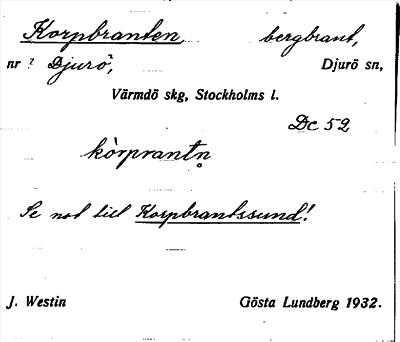 Korpbranten, bergbrant,
nr ? Djurö, Djurö sn,
Värmdö skg, Stockholms l.
Dc 52
kòrprantn̥
Se not till Korpbrantssund!
J. Westin Gösta Lundberg 1932.